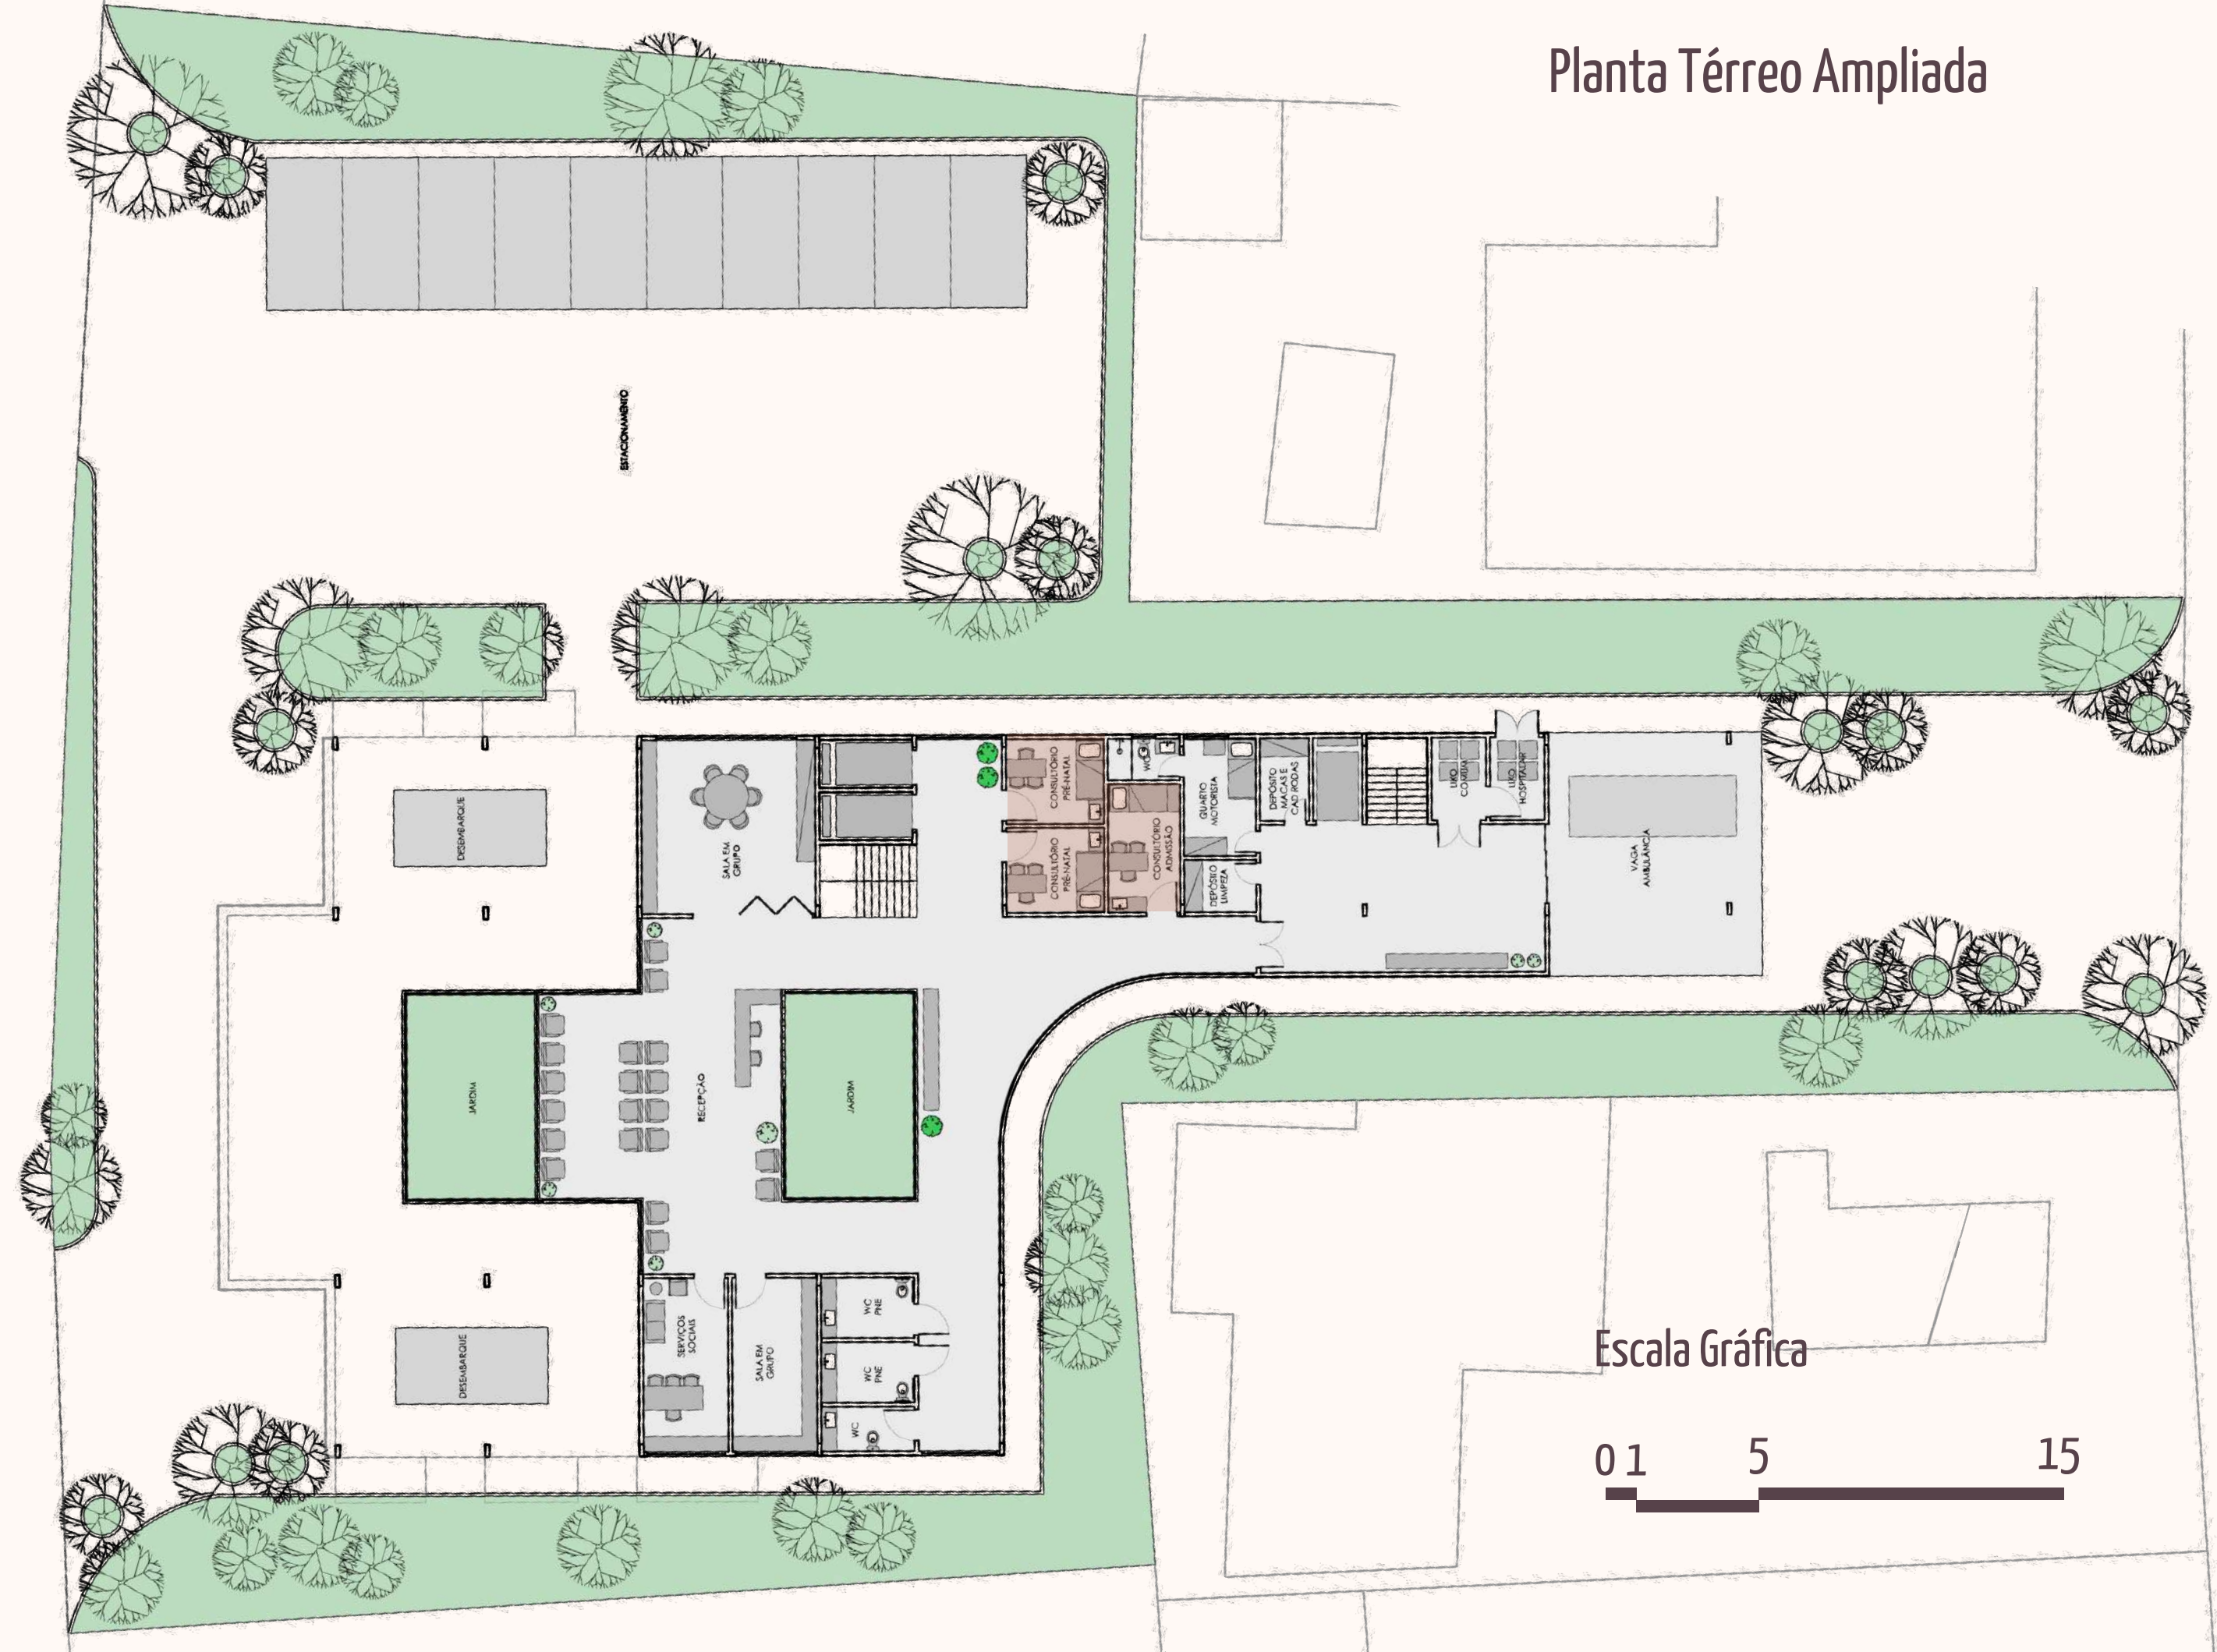 Planta Térreo Ampliada
ESTACIONAMENTO
DESEMBARQUE
SALA EM
GRUPO
CONSULTÓRIO
PRÉ-NATAL
CONSULTÓRIO
PRÉ-NATAL
CONSULTÓRIO
ADMISSÃO
WC
QUARTO
MOTORISTA
DEPÓSITO
LIMPEZA
DEPÓSITO
MACAS E
CAD RODAS
LIXO
COMUM
LIXO
HOSPITALAR
VAGA
AMBULÂNCIA
JARDIM
RECEPÇÃO
JARDIM
DESEMBARQUE
SERVIÇOS
SOCIAIS
SALA EM
GRUPO
WC
PNE
WC
PNE
WC
Escala Gráfica
0 1 5 15